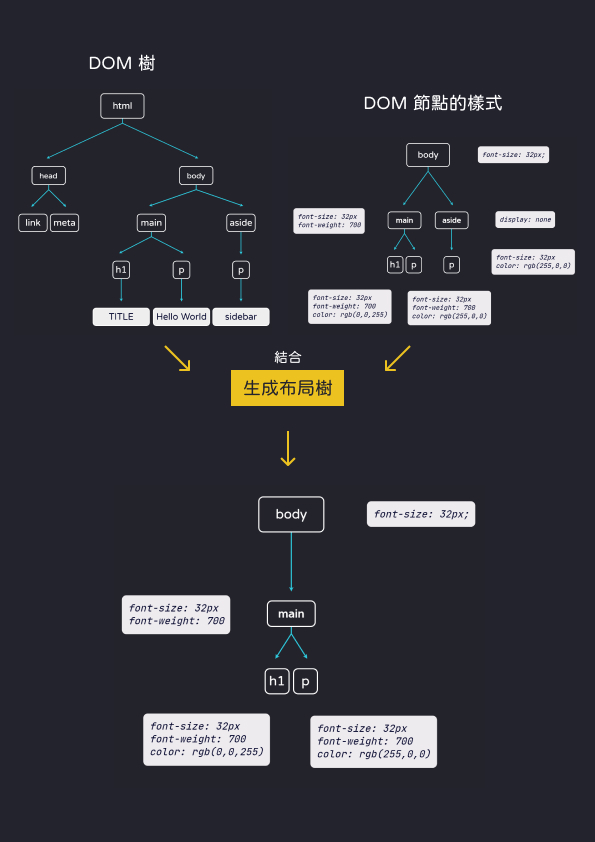 DOM 樹
html
head
body
link
meta
main
aside
h1
p
p
TITLE
Hello World
sidebar
DOM 節點的樣式
body
font-size: 32px;
font-size: 32px
font-weight: 700
main
aside
display: none
h1
p
p
font-size: 32px
color: rgb(255,0,0)
font-size: 32px
font-weight: 700
color: rgb(0,0,255)
font-size: 32px
font-weight: 700
color: rgb(255,0,0)
結合
生成布局樹
body
font-size: 32px;
font-size: 32px
font-weight: 700
main
h1
p
font-size: 32px
font-weight: 700
color: rgb(0,0,255)
font-size: 32px
font-weight: 700
color: rgb(255,0,0)